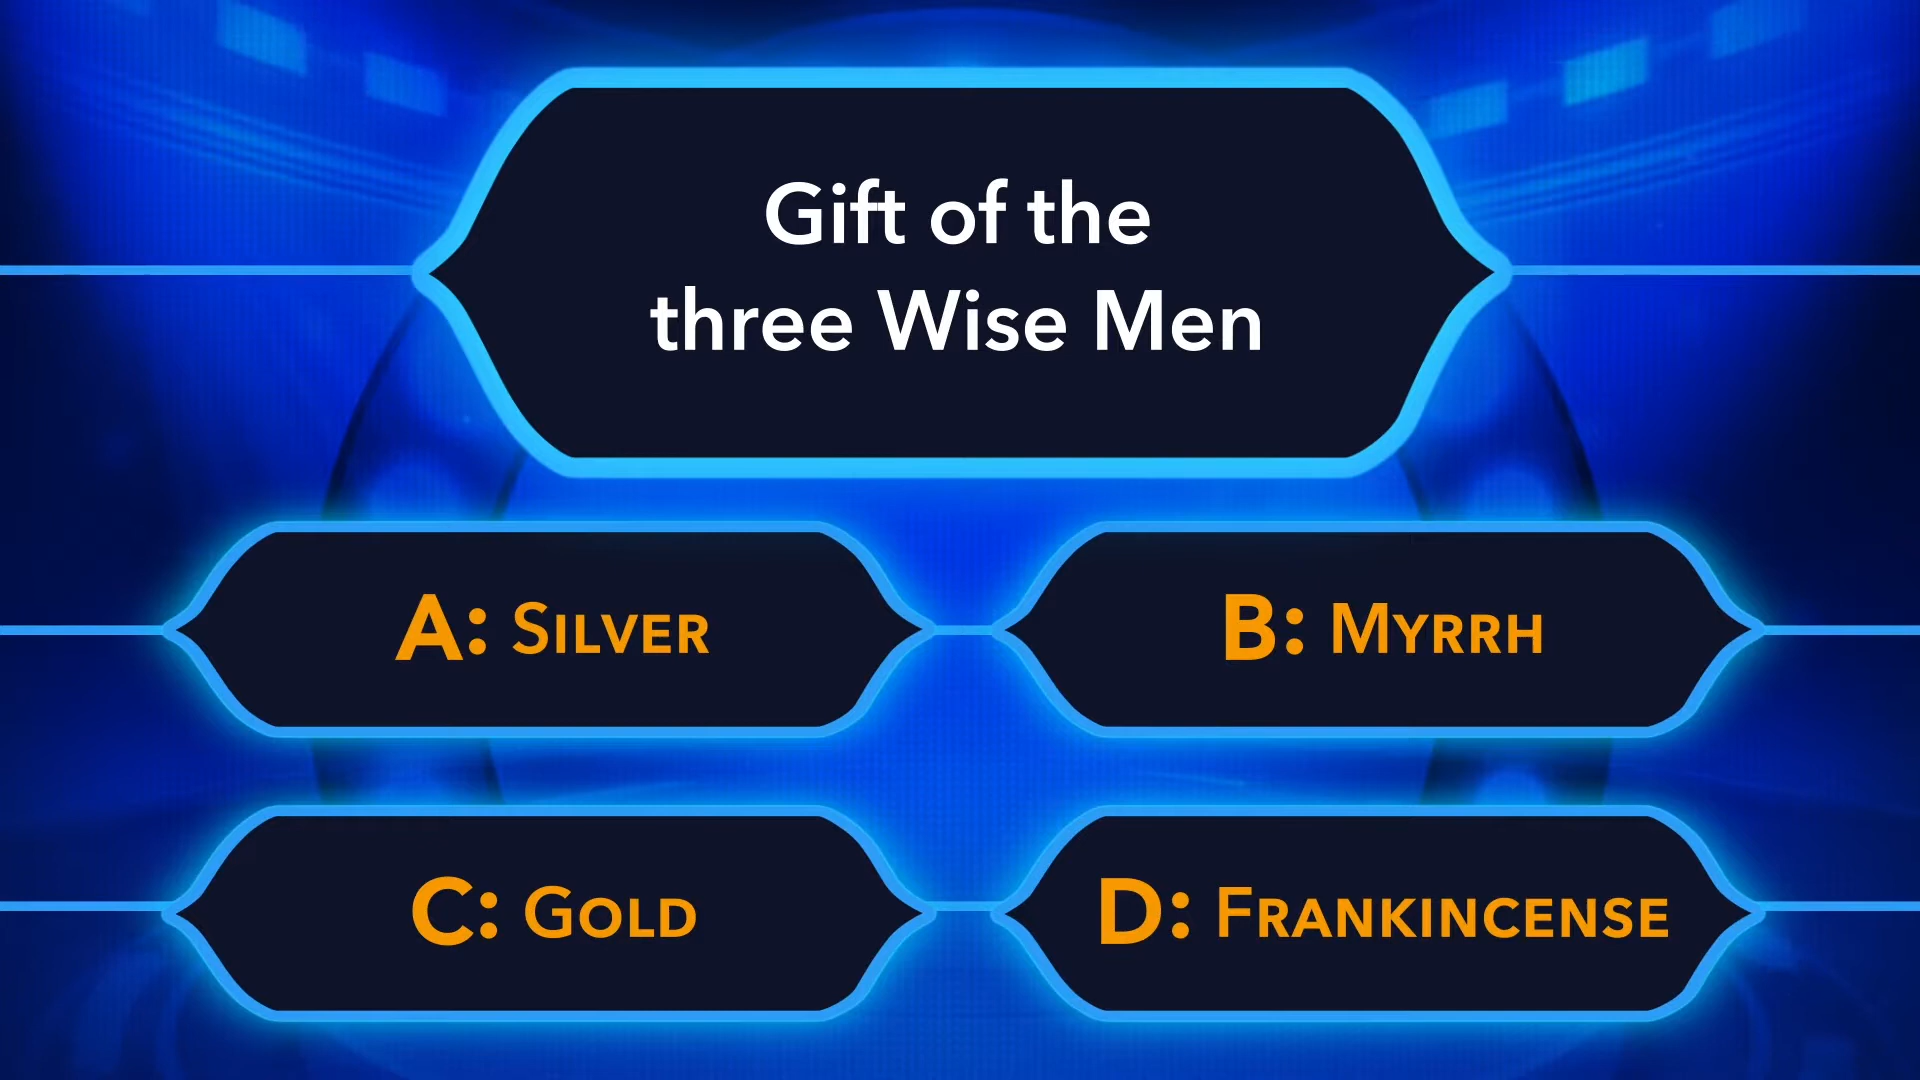 Gift of the
three Wise Men
A: Silver
B: Myrrh
C: Gold
D: Frankincense